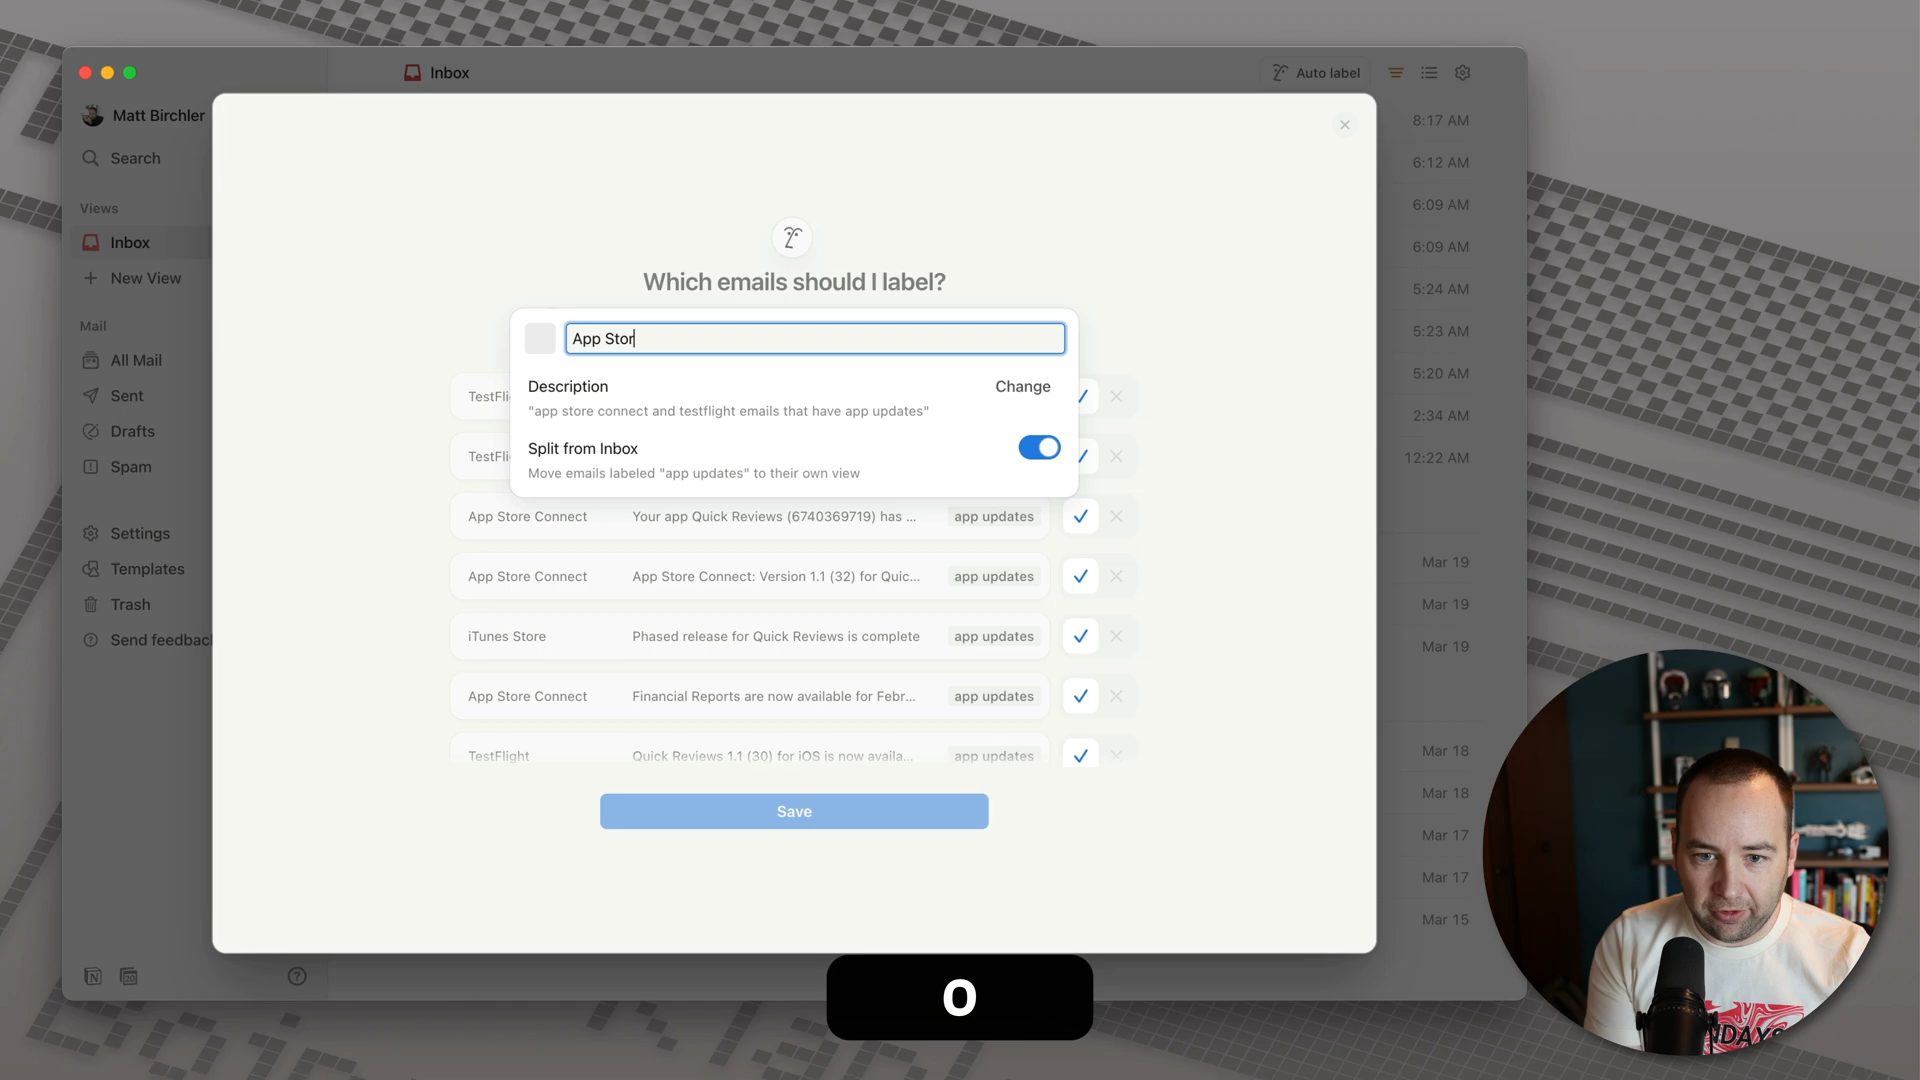 Inbox
Auto label
Matt Birchler
Search
Views
Inbox
New View
Mail
All Mail
Sent
Drafts
Spam
Settings
Templates
Trash
Send feedbac
8:17 AM
6:12 AM
6:09 AM
6:09 AM
5:24 AM
5:23 AM
5:20 AM
2:34 AM
12:22 AM
Mar 19
Mar 19
Mar 19
Mar 18
Mar 18
Mar 17
Mar 17
Mar 15
Which emails should I label?
App Stor
Description
Change
"app store connect and testflight emails that have app updates"
Split from Inbox
Move emails labeled "app updates" to their own view
TestFli
TestFli
App Store Connect Your app Quick Reviews (6740369719) has ... app updates
App Store Connect App Store Connect: Version 1.1 (32) for Quic... app updates
iTunes Store Phased release for Quick Reviews is complete app updates
App Store Connect Financial Reports are now available for Febr... app updates
TestFlight Quick Reviews 1.1 (30) for iOS is now availa... app updates
Save
O